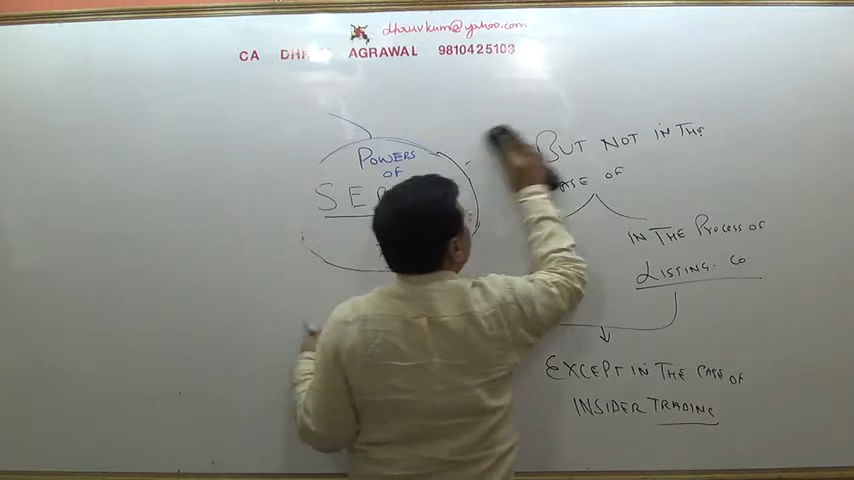 dhruvkum@yahoo.com
CA AGRAWAL 9810425103
POWERS
OF
BUT NOT IN THE
OF
IN THE PROCESS OF
LISTING. CO
EXCEPT IN THE CASE OF
INSIDER TRADING